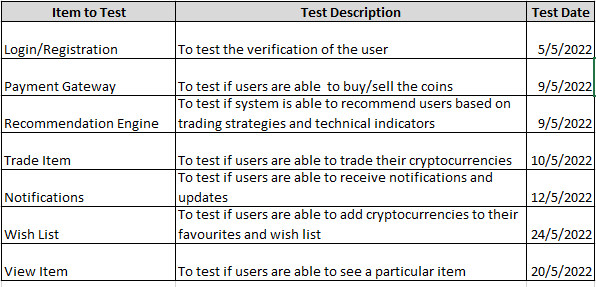 Item to Test Test Description Test Date
Login/Registration To test the verification of the user 5/5/2022
Payment Gateway To test if users are able  to buy/sell the coins 9/5/2022
To test if system is able to recommend users based on
Recommendation Engine trading strategies and technical indicators 9/5/2022
Trade Item To test if users are able to trade their cryptocurrencies 10/5/2022
To test if users are able to receive notifications and
Notifications updates 12/5/2022
To test if users are able to add cryptocurrencies to their
Wish List favourites and wish list 24/5/2022
View Item To test if users are able to see a particular item 20/5/2022